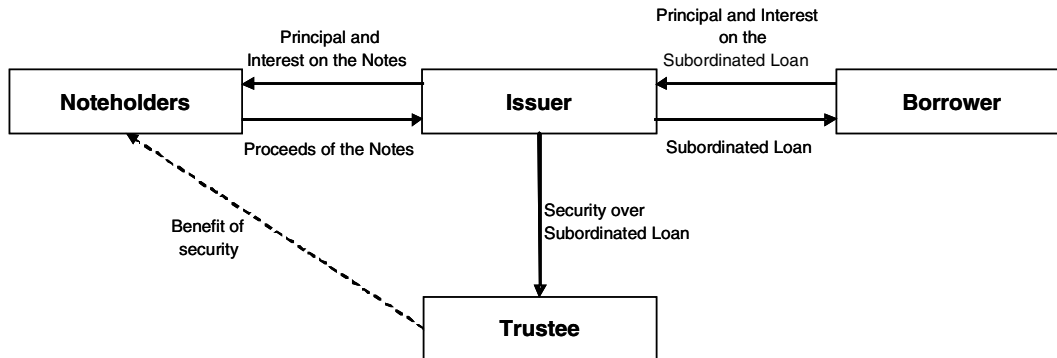 Principal and
Interest on the Notes
Principal and Interest
on the
Subordinated Loan
Noteholders
Issuer
Borrower
Proceeds of the Notes
Subordinated Loan
Benefit of
security
Security over
Subordinated Loan
Trustee